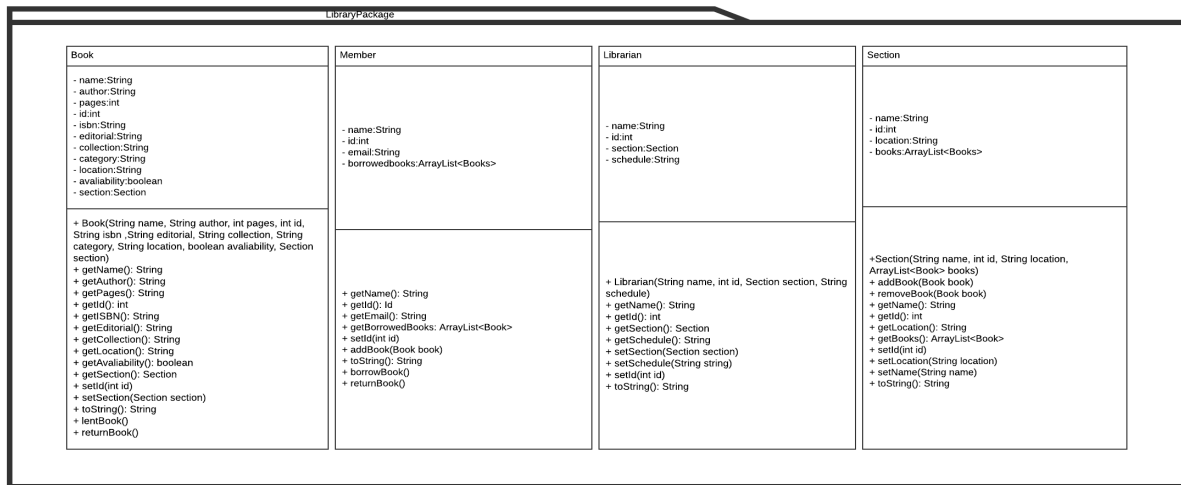 LibraryPackage
Book
- name:String
- author:String
- pages:int
- id:int
- isbn:String
- editorial:String
- collection:String
- category:String
- location:String
- avaliability:boolean
- section:Section
+ Book(String name, String author, int pages, int id,
String isbn ,String editorial, String collection, String
category, String location, boolean avaliability, Section
section)
+ getName(): String
+ getAuthor(): String
+ getPages(): String
+ getId(): int
+ getISBN(): String
+ getEditorial(): String
+ getCollection(): String
+ getLocation(): String
+ getAvaliability(): boolean
+ getSection(): Section
+ setId(int id)
+ setSection(Section section)
+ toString(): String
+ lentBook()
+ returnBook()
Member
- name:String
- id:int
- email:String
- borrowedbooks:ArrayList<Books>
+ getName(): String
+ getId(): Id
+ getEmail(): String
+ getBorrowedBooks: ArrayList<Book>
+ setId(int id)
+ addBook(Book book)
+ toString(): String
+ borrowBook()
+ returnBook()
Librarian
- name:String
- id:int
- section:Section
- schedule:String
+ Librarian(String name, int id, Section section, String
schedule)
+ getName(): String
+ getId(): int
+ getSection(): Section
+ getSchedule(): String
+ setSection(Section section)
+ setSchedule(String string)
+ setId(int id)
+ toString(): String
Section
- name:String
- id:int
- location:String
- books:ArrayList<Books>
+Section(String name, int id, String location,
ArrayList<Book> books)
+ addBook(Book book)
+ removeBook(Book book)
+ getName(): String
+ getId(): int
+ getLocation(): String
+ getBooks(): ArrayList<Book>
+ setId(int id)
+ setLocation(String location)
+ setName(String name)
+ toString(): String